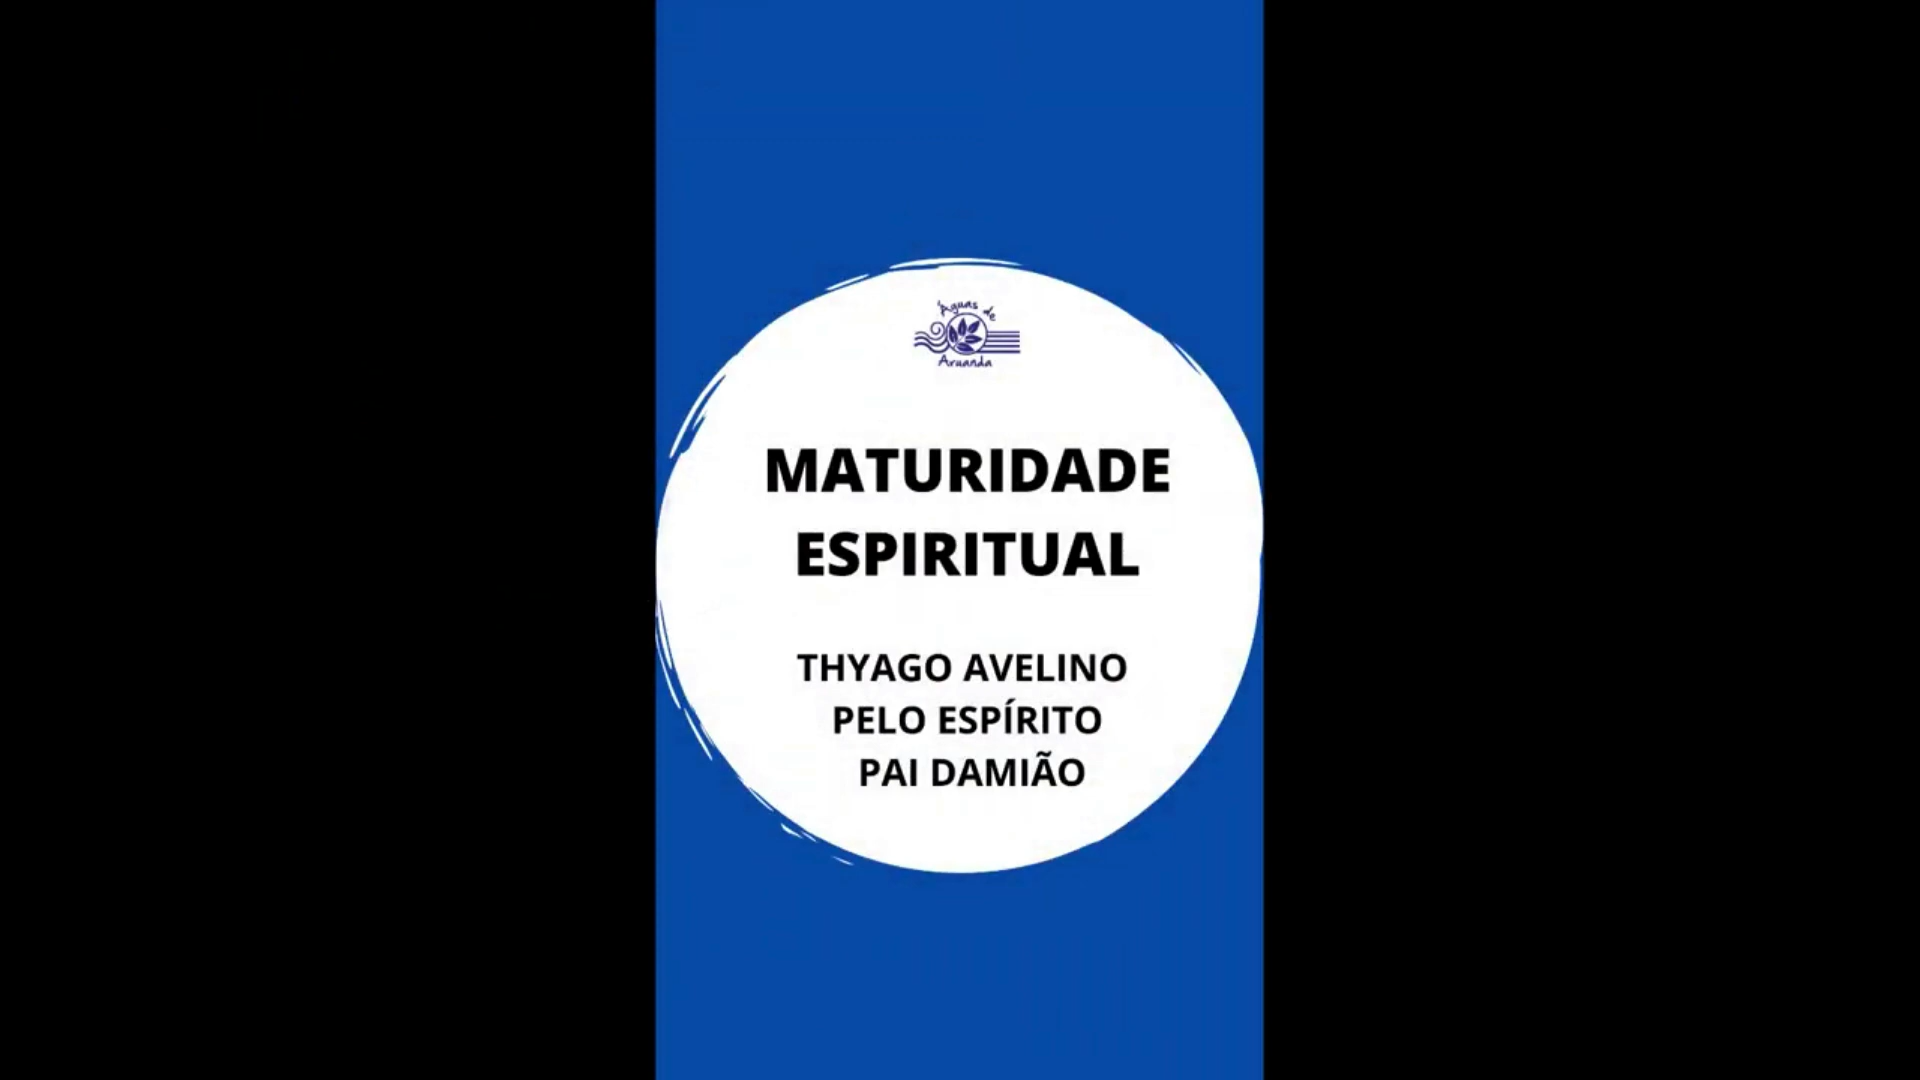 Águas de
Aruanda
MATURIDADE
ESPIRITUAL
THYAGO AVELINO
PELO ESPÍRITO
PAI DAMIÃO